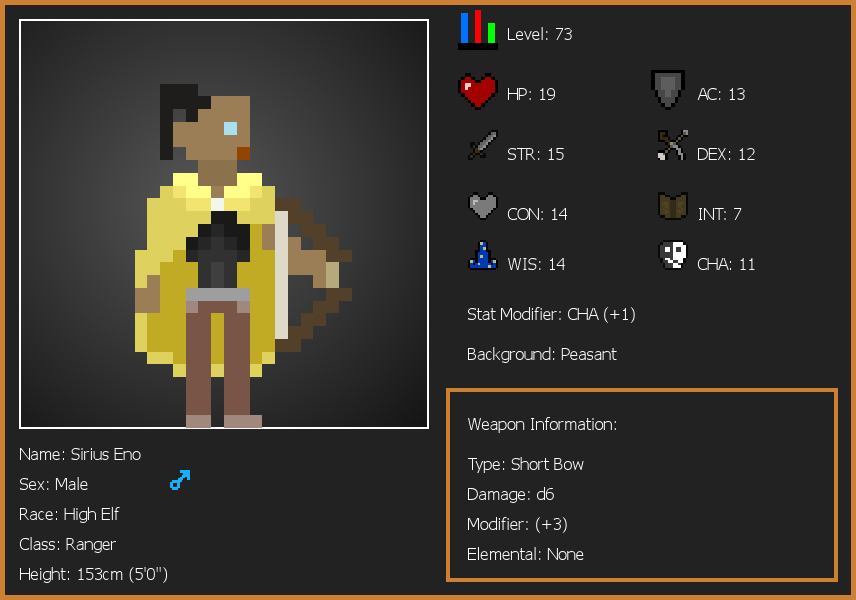 Level: 73
HP: 19
AC: 13
STR: 15
DEX: 12
CON: 14
INT: 7
WIS: 14
CHA: 11
Stat Modifier: CHA (+1)
Background: Peasant
Weapon Information:
Type: Short Bow
Damage: d6
Modifier: (+3)
Elemental: None
Name: Sirius Eno
Sex: Male
Race: High Elf
Class: Ranger
Height: 153cm (5'0")